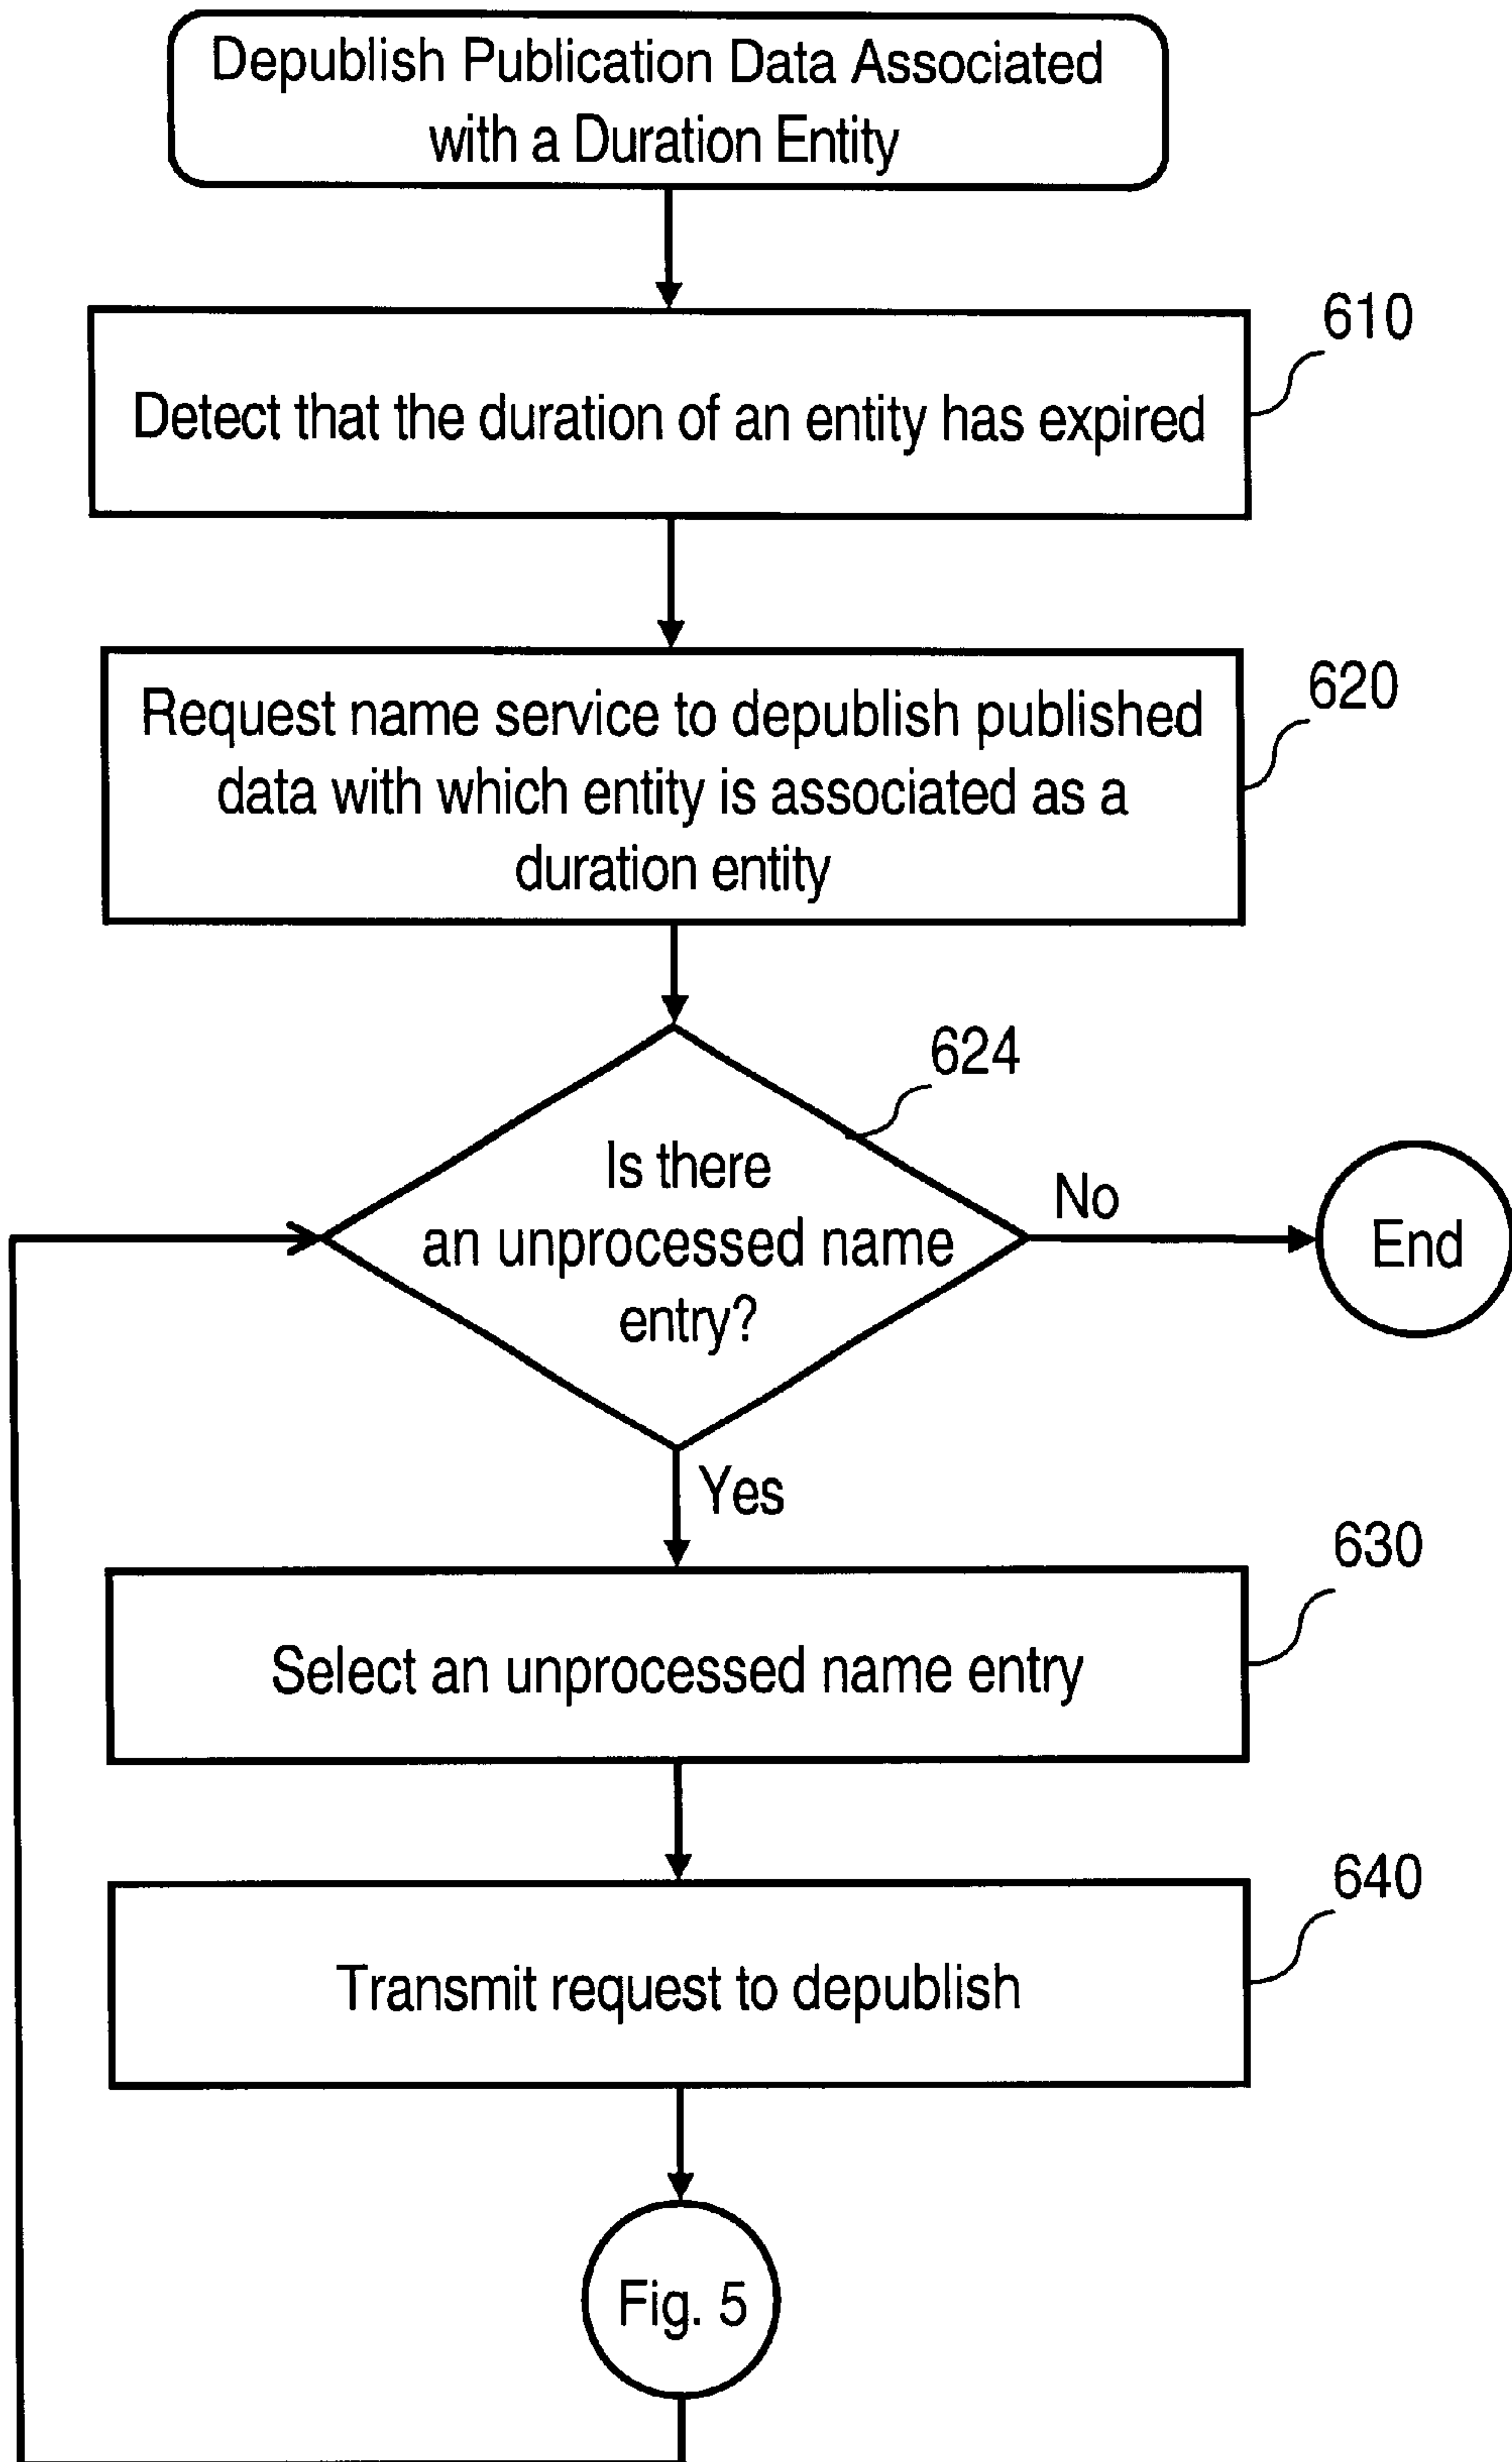 Depublish Publication Data Associated
with a Duration Entity
610
Detect that the duration of an entity has expired
620
Request name service to depublish published
data with which entity is associated as a
duration entity
624
Is there
an unprocessed name
entry?
No
End
Yes
630
Select an unprocessed name entry
640
Transmit request to depublish
Fig. 5